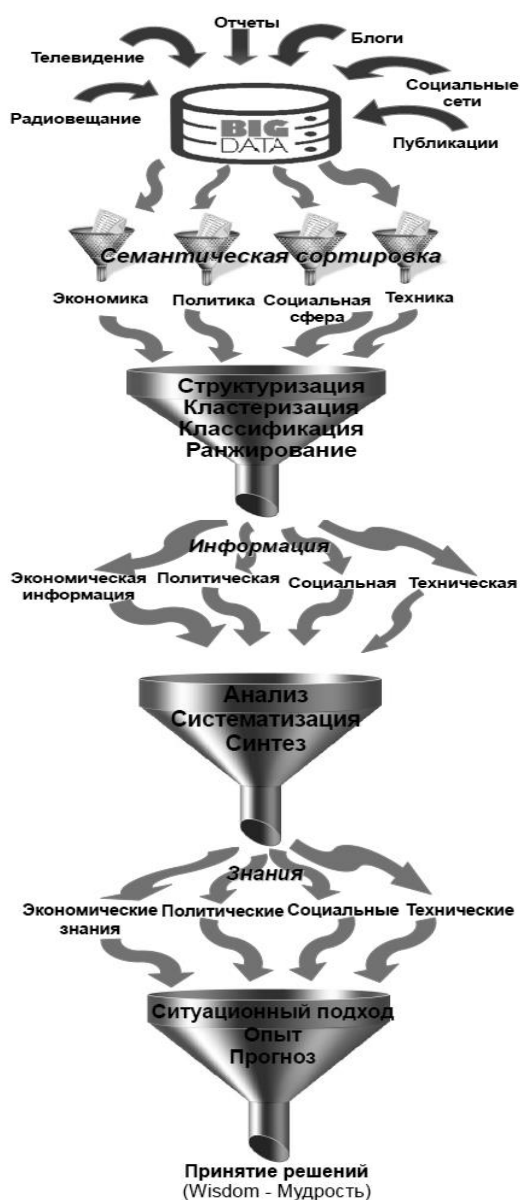 Отчеты
Блоги
Телевидение
Социальные
сети
Радиовещание
Публикации
BIG
DATA
Семантическая сортировка
Экономика
Политика
Социальная
сфера
Техника
Структуризация
Кластеризация
Классификация
Ранжирование
Информация
Экономическая
информация
Политическая
Социальная
Техническая
Анализ
Систематизация
Синтез
Знания
Экономические
знания
Политические
Социальные
Технические
Ситуационный подход
Опыт
Прогноз
Принятие решений
(Wisdom - Мудрость)